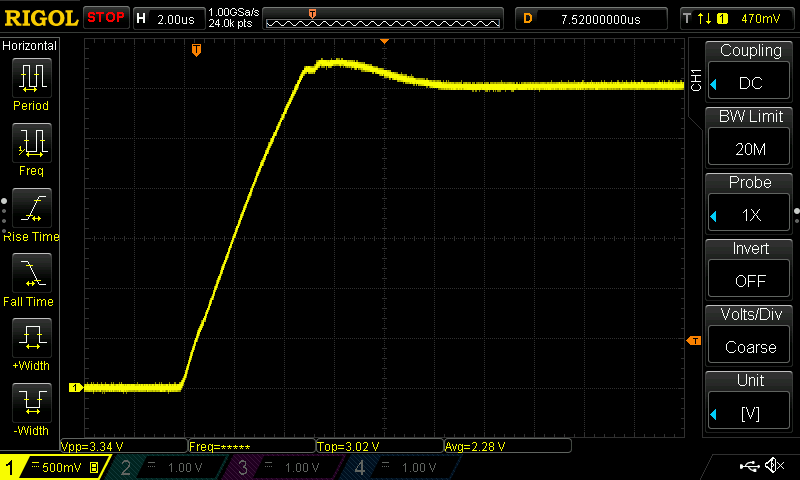 RIGOL STOP H 2.00us 1.00GSa/s 24.0k pts T D 7.52000000us T 1 470mV
Horizontal
Period
Freq
Rise Time
Fall Time
+Width
-Width
T
1
T
CH1
Coupling
DC
BW Limit
20M
Probe
1X
Invert
OFF
Volts/Div
Coarse
Unit
[V]
Vpp=3.34 V Freq=***** Top=3.02 V Avg=2.28 V
1 500mV B 2 1.00 V 3 1.00 V 4 1.00 V